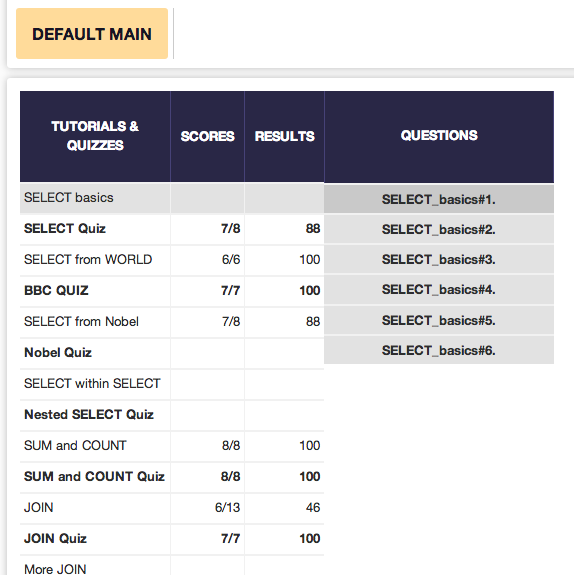 DEFAULT MAIN
TUTORIALS &
QUIZZES
SCORES
RESULTS
QUESTIONS
SELECT basics
SELECT_basics#1.
SELECT Quiz 7/8 88
SELECT_basics#2.
SELECT from WORLD 6/6 100
SELECT_basics#3.
BBC QUIZ 7/7 100
SELECT_basics#4.
SELECT from Nobel 7/8 88
SELECT_basics#5.
Nobel Quiz
SELECT_basics#6.
SELECT within SELECT
Nested SELECT Quiz
SUM and COUNT 8/8 100
SUM and COUNT Quiz 8/8 100
JOIN 6/13 46
JOIN Quiz 7/7 100
More JOIN